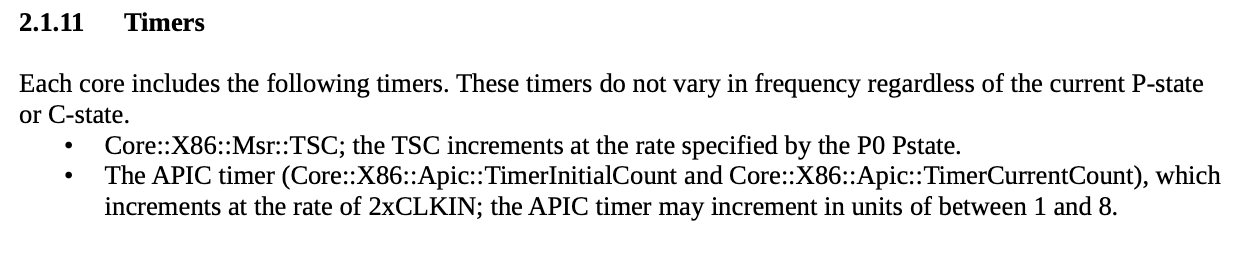 2.1.11 Timers
Each core includes the following timers. These timers do not vary in frequency regardless of the current P-state
or C-state.
• Core::X86::Msr::TSC; the TSC increments at the rate specified by the P0 Pstate.
• The APIC timer (Core::X86::Apic::TimerInitialCount and Core::X86::Apic::TimerCurrentCount), which
increments at the rate of 2xCLKIN; the APIC timer may increment in units of between 1 and 8.